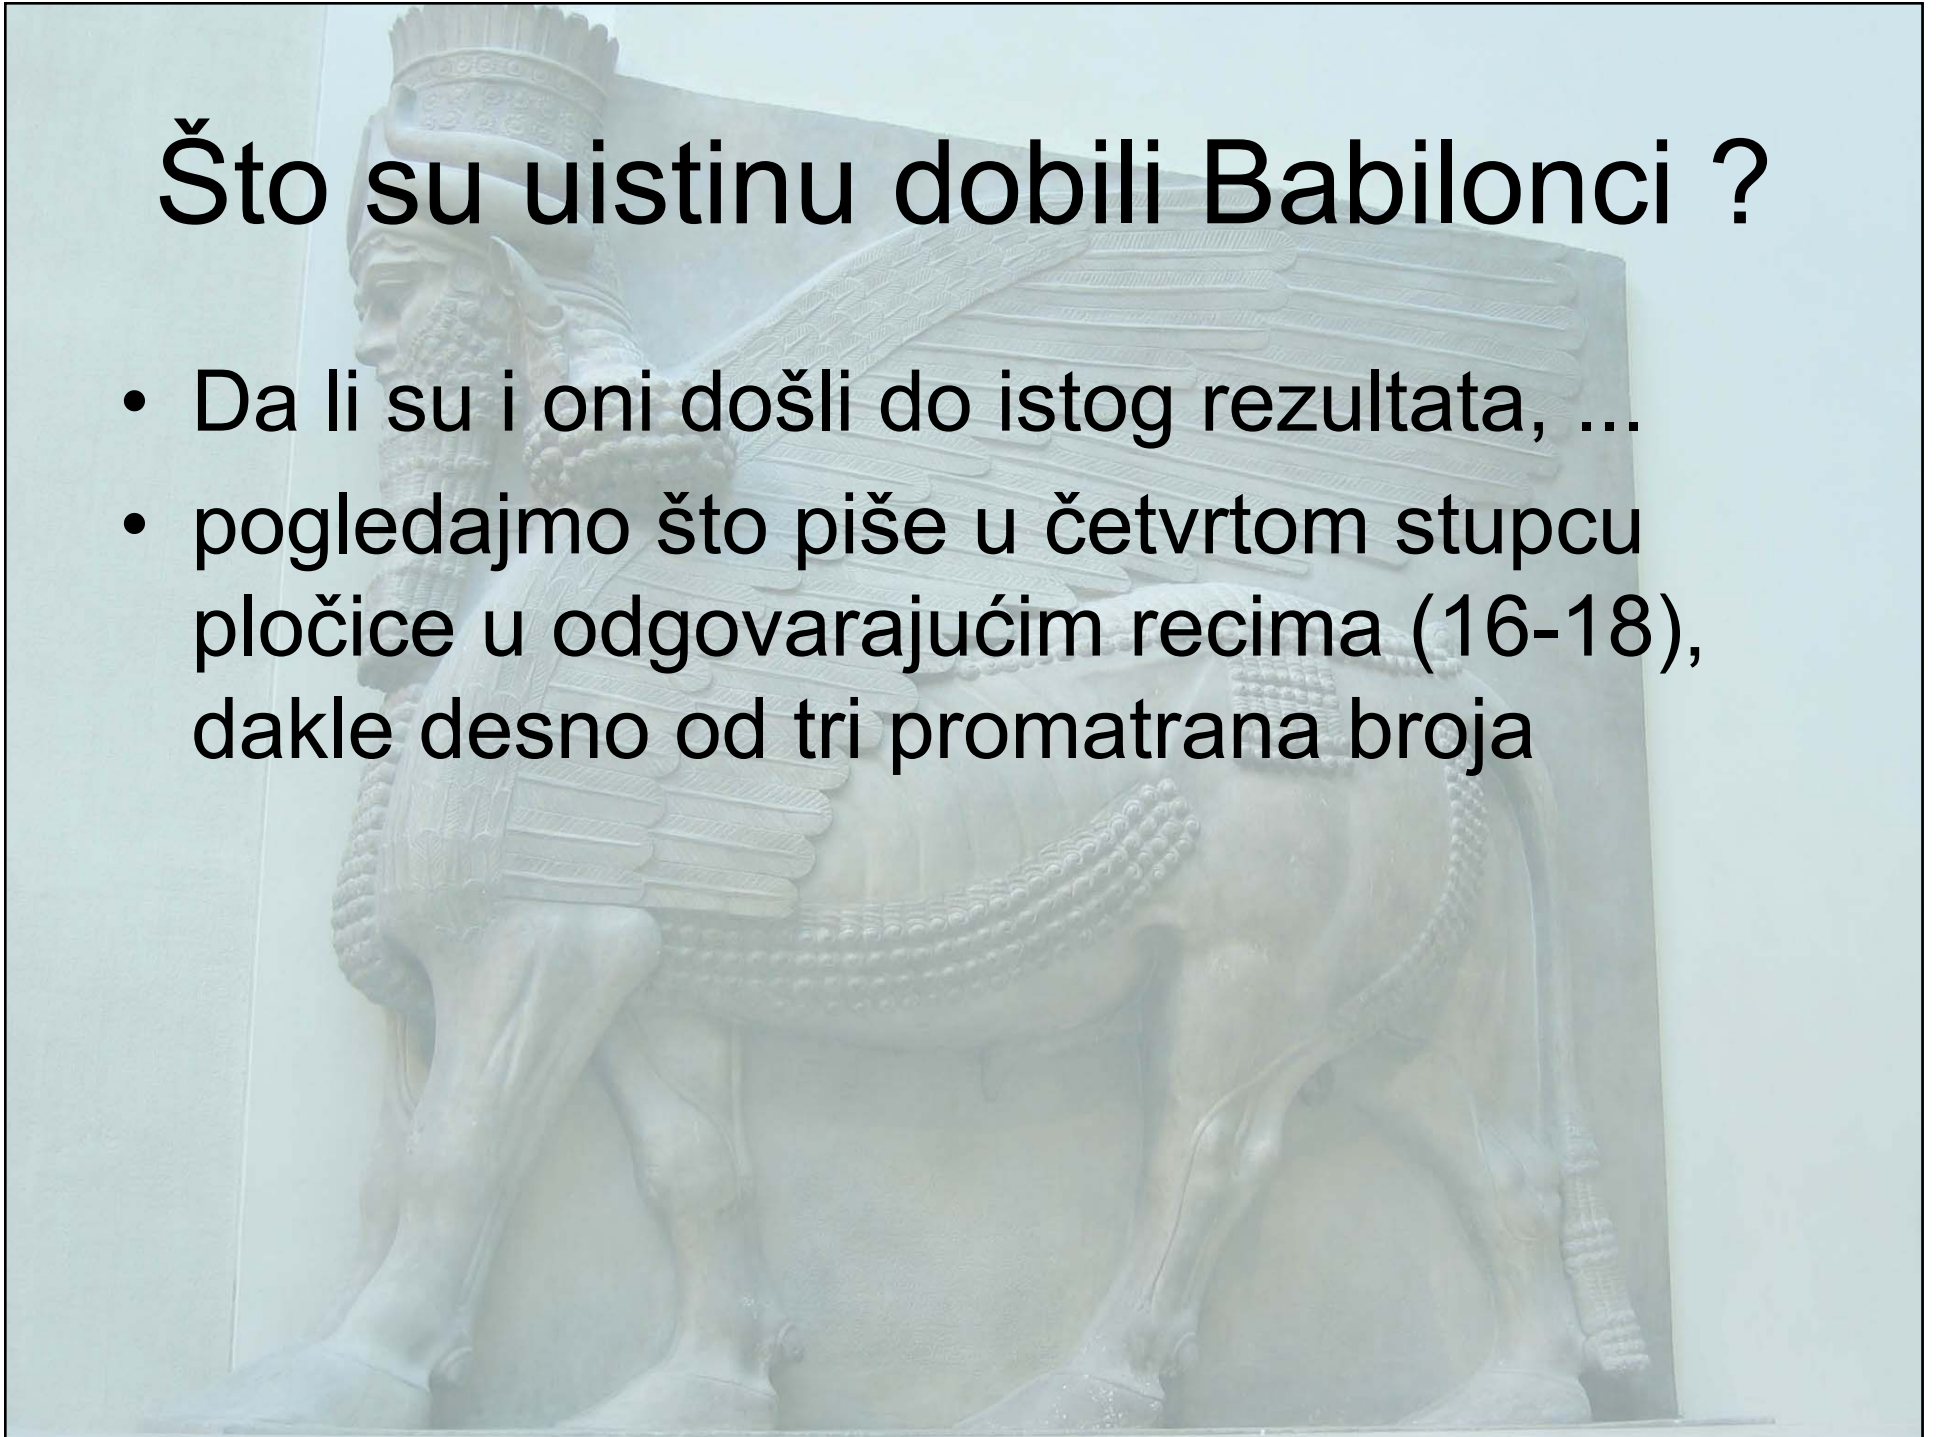 Što su uistinu dobili Babilonci ?
• Da li su i oni došli do istog rezultata, ...
• pogledajmo što piše u četvrtom stupcu
pločice u odgovarajućim recima (16-18),
dakle desno od tri promatrana broja